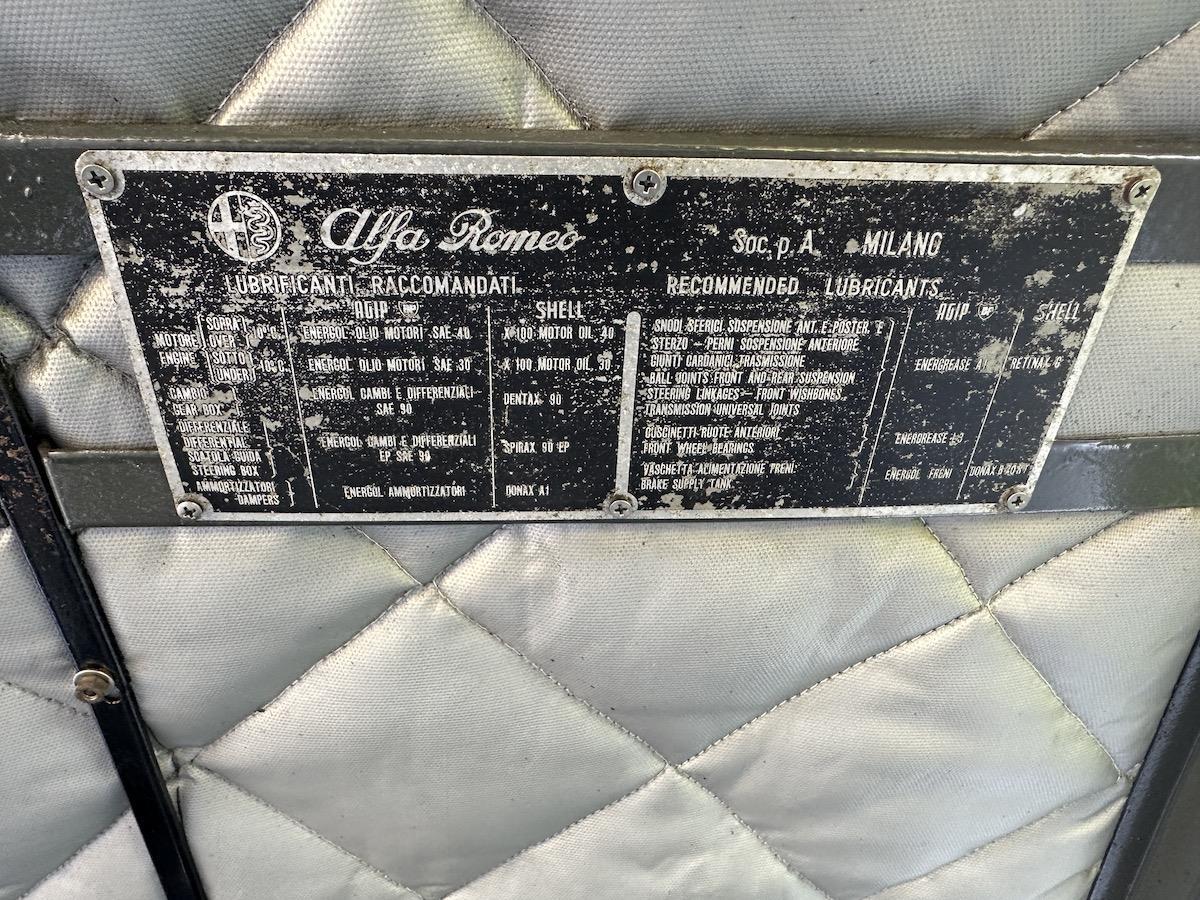 Alfa Romeo Soc. p. A. MILANO
LUBRIFICANTI RACCOMANDATI
AGIP BP SHELL
MOTORE
ENGINE
SOPRA
OVER
10°C.
SOTTO
UNDER
10°C.
ENERGOL OLIO MOTORI SAE 40
X 100 MOTOR OIL 40
ENERGOL OLIO MOTORI SAE 30
X 100 MOTOR OIL 30
CAMBIO
GEAR BOX
ENERGOL CAMBI E DIFFERENZIALI
SAE 90
DENTAX 90
DIFFERENZIALE
DIFFERENTIAL
SCATOLA GUIDA
STEERING BOX
ENERGOL CAMBI E DIFFERENZIALI
EP SAE 90
SPIRAX 90 EP
AMMORTIZZATORI
DAMPERS
ENERGOL AMMORTIZZATORI
DONAX A1
RECOMMENDED LUBRICANTS
AGIP BP SHELL
SNODI SFERICI SOSPENSIONE ANT. E POSTER. E
STERZO - PERNI SOSPENSIONE ANTERIORE
GIUNTI CARDANICI TRASMISSIONE
BALL JOINTS FRONT AND REAR SUSPENSION
STEERING LINKAGES - FRONT WISHBONES
TRANSMISSION UNIVERSAL JOINTS
ENERGREASE
RETINAX G
CUSCINETTI RUOTE ANTERIORI
FRONT WHEEL BEARINGS
ENERGREASE L3
VASCHETTA ALIMENTAZIONE FRENI
BRAKE SUPPLY TANK
ENERGOL FRENI
DONAX B